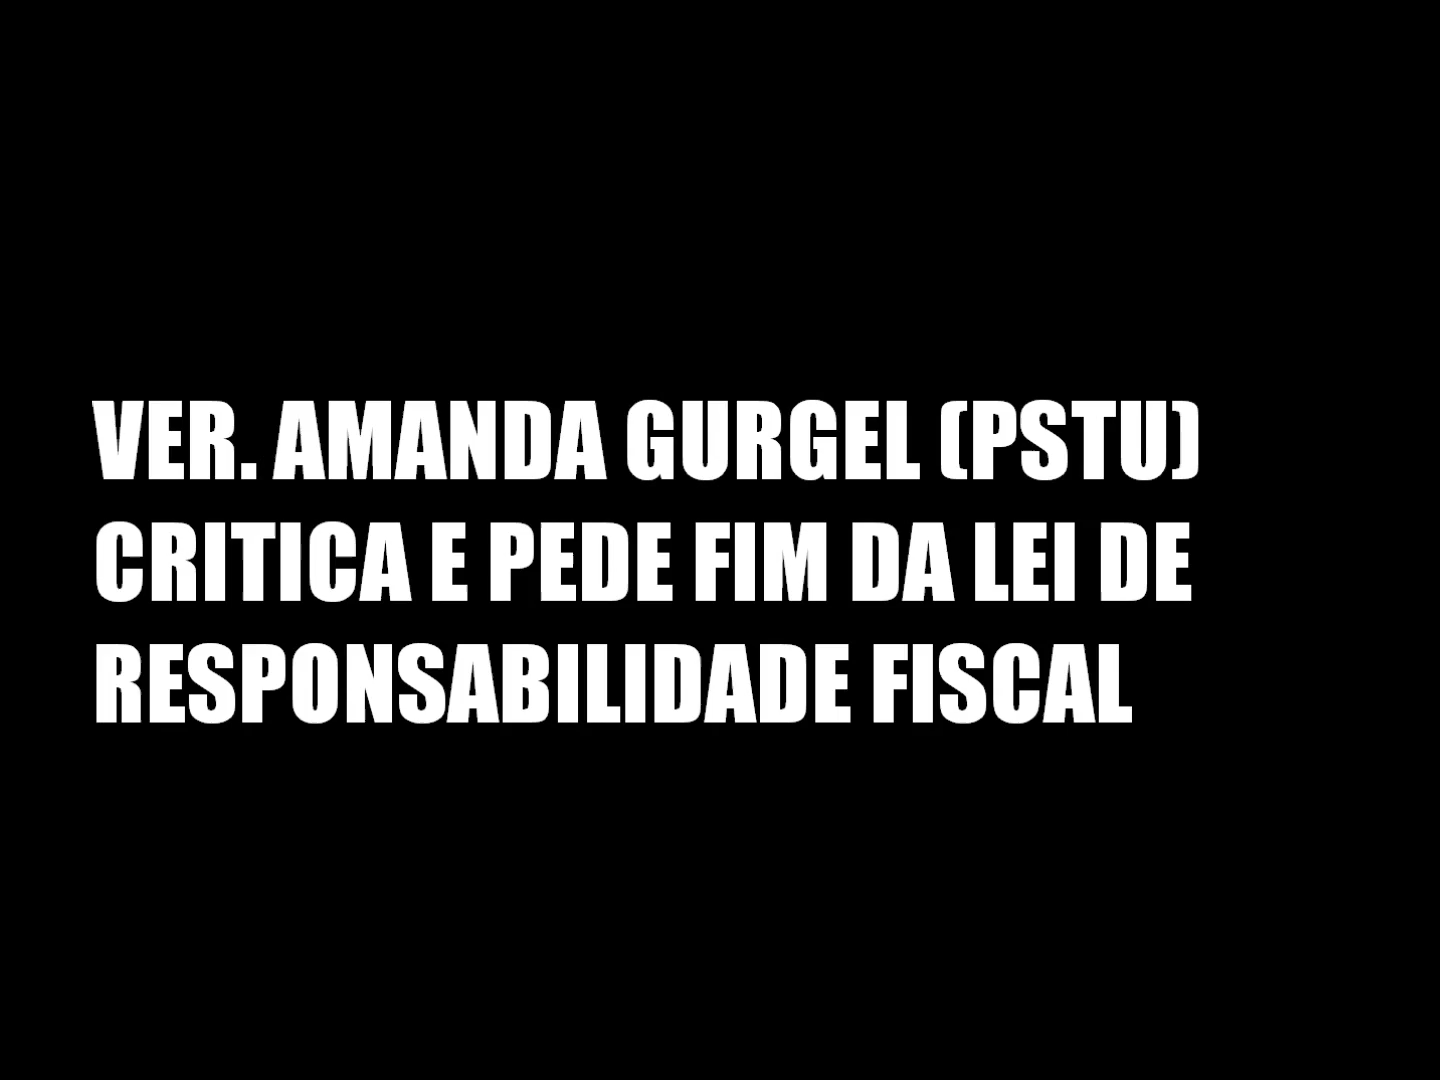 VER. AMANDA GURGEL (PSTU)
CRITICA E PEDE FIM DA LEI DE
RESPONSABILIDADE FISCAL